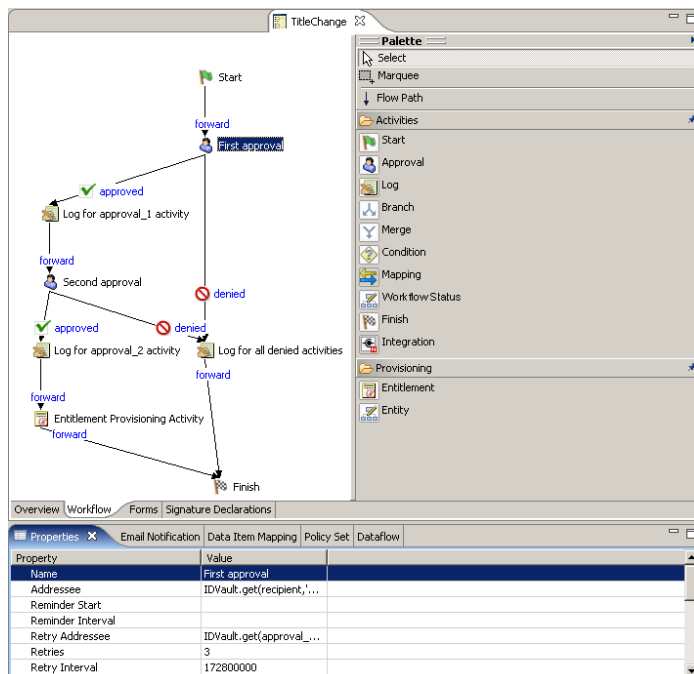 TitleChange
Start
forward
First approval
approved
Log for approval_1 activity
forward
Second approval
denied
approved
denied
Log for approval_2 activity
Log for all denied activities
forward
forward
Entitlement Provisioning Activity
forward
Finish
Palette
Select
Marquee
Flow Path
Activities
Start
Approval
Log
Branch
Merge
Condition
Mapping
Workflow Status
Finish
Integration
Provisioning
Entitlement
Entity
Overview Workflow Forms Signature Declarations
Properties Email Notification Data Item Mapping Policy Set Dataflow
Property Value
Name First approval
Addressee IDVault.get(recipient,'...
Reminder Start
Reminder Interval
Retry Addressee IDVault.get(approval_...
Retries 3
Retry Interval 172800000